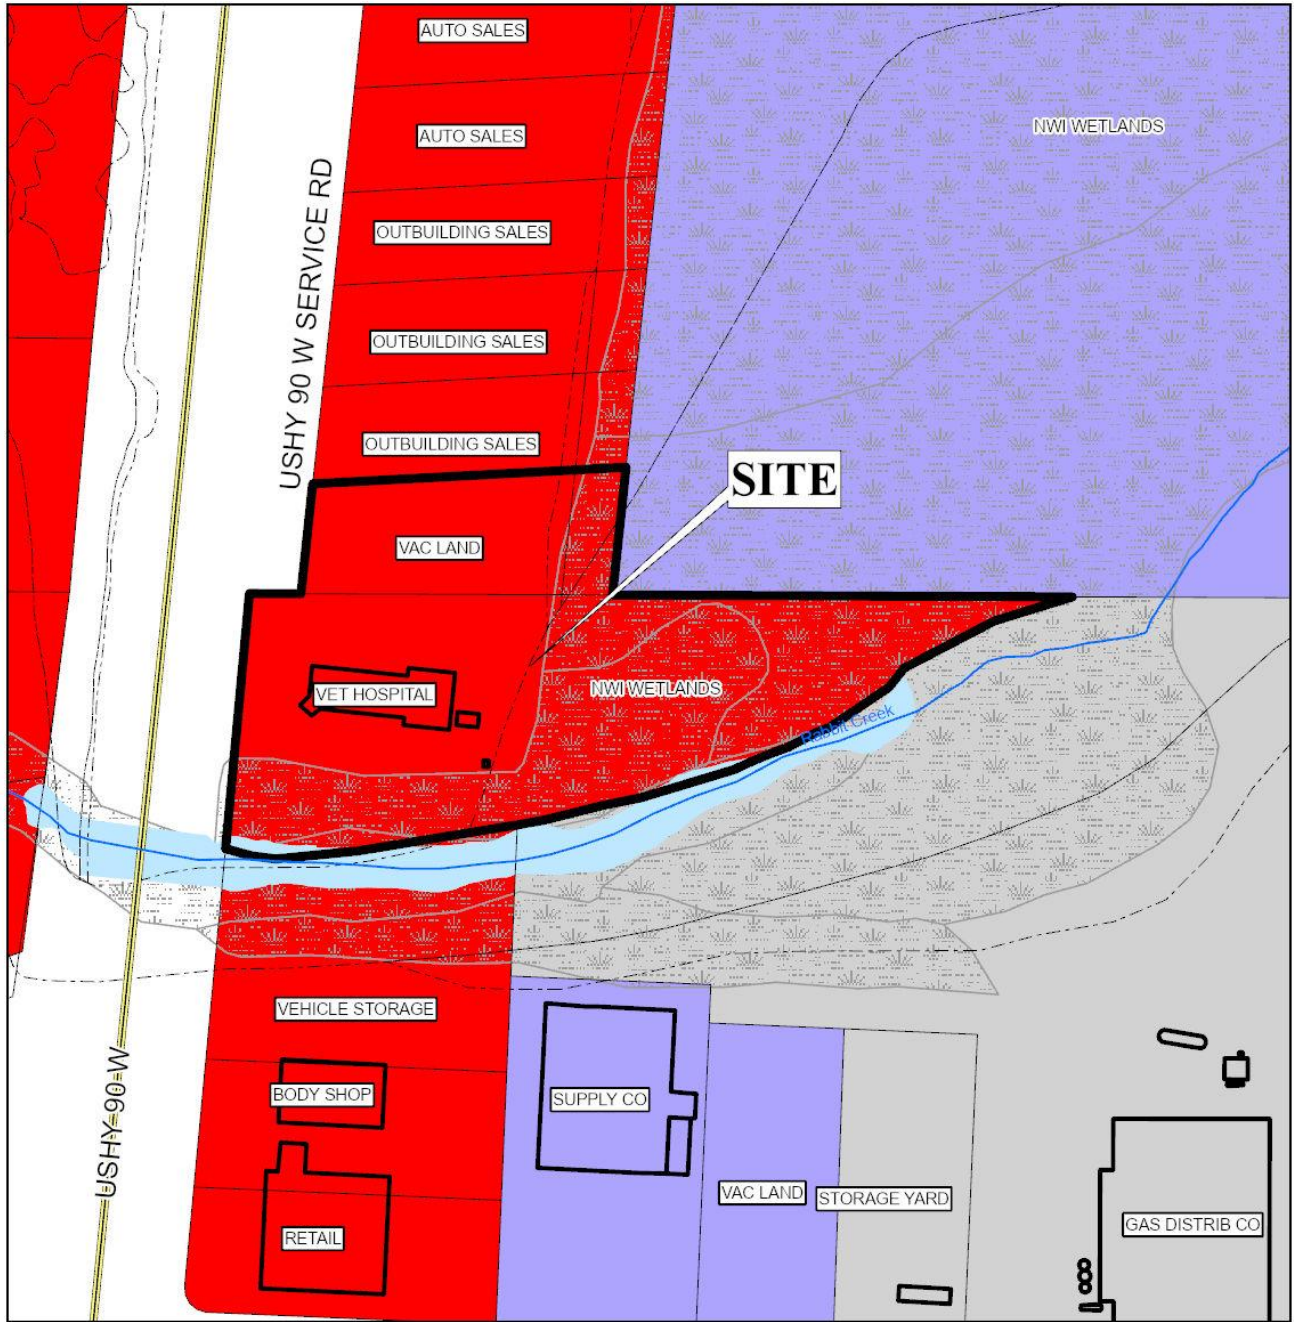 AUTO SALES
NWI WETLANDS
AUTO SALES
USHY 90 W SERVICE RD
OUTBUILDING SALES
OUTBUILDING SALES
OUTBUILDING SALES
SITE
VAC LAND
VET HOSPITAL
NWI WETLANDS
Rabbit Creek
VEHICLE STORAGE
USHY 90 W
BODY SHOP
SUPPLY CO
VAC LAND
STORAGE YARD
RETAIL
GAS DISTRIB CO